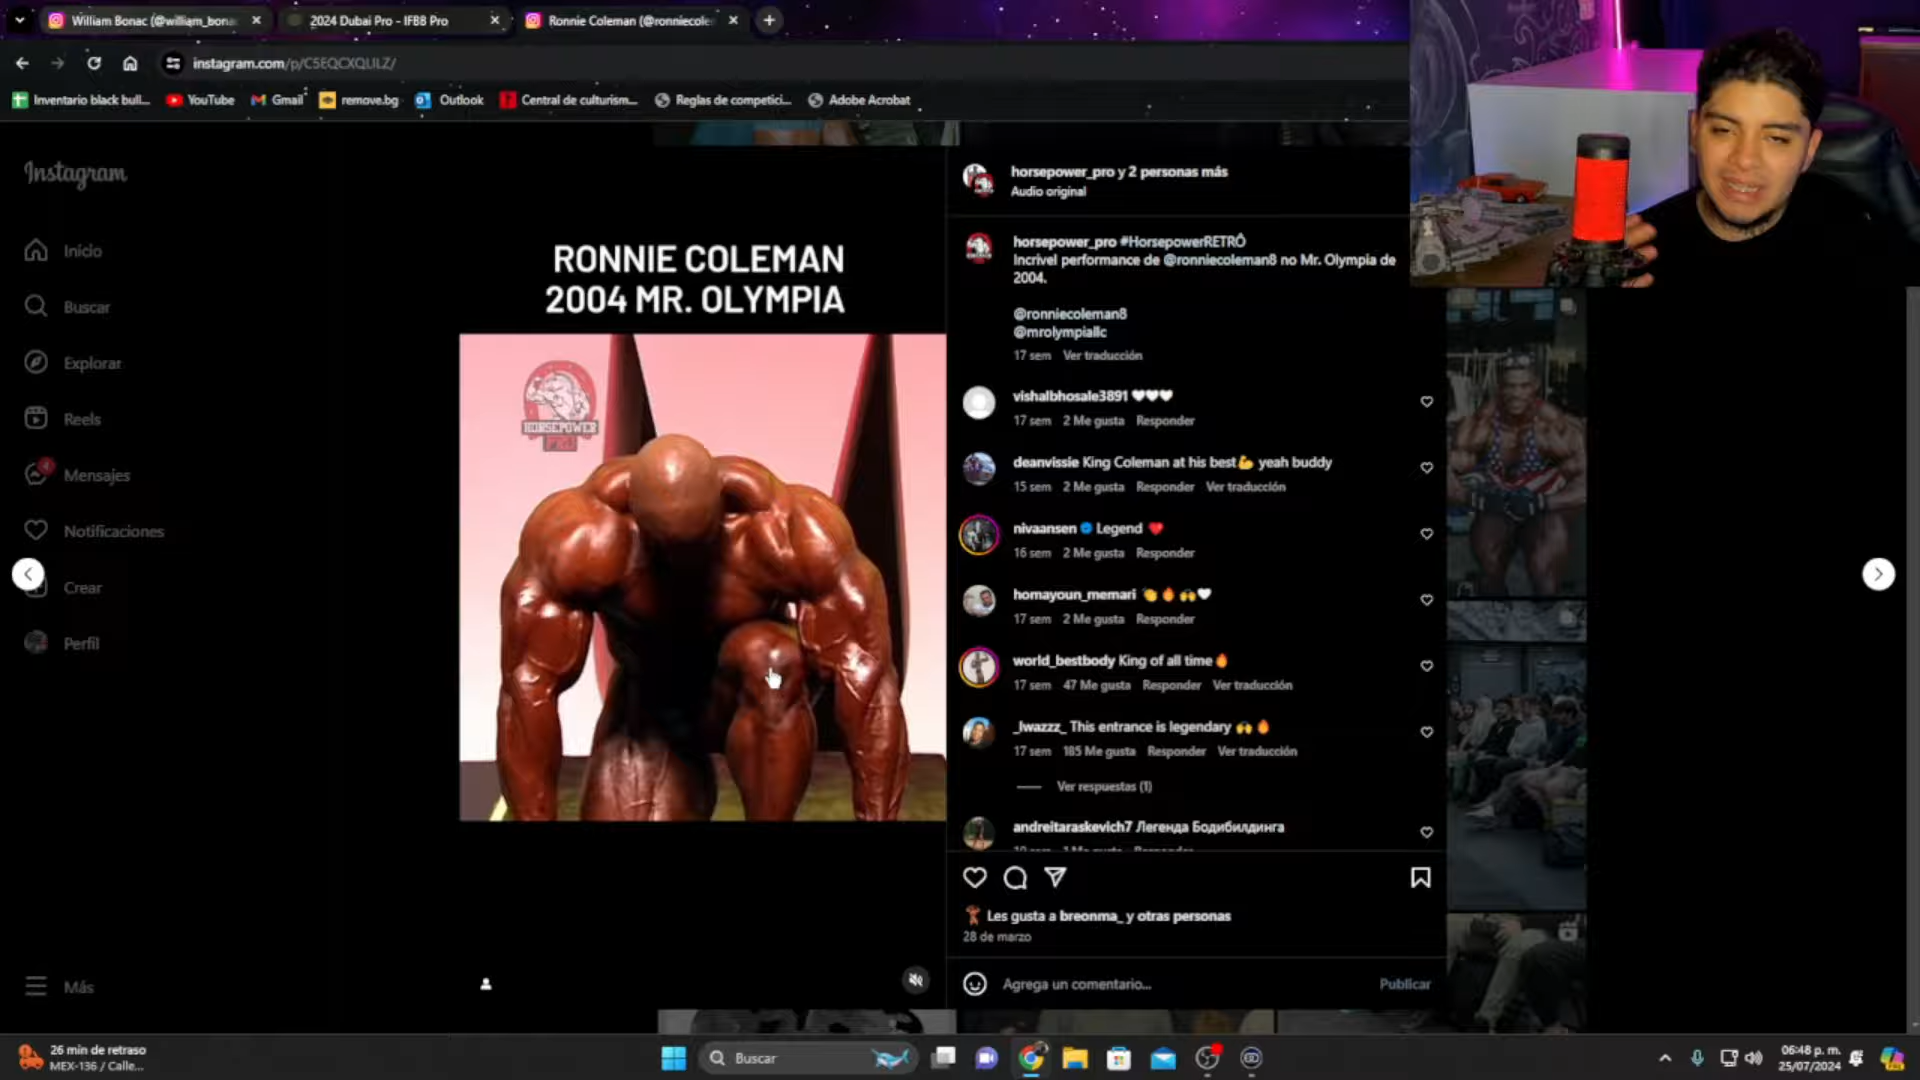 William Bonac (@william_bona
2024 Dubai Pro - IFBB Pro
Ronnie Coleman (@ronniecole
instagram.com/p/C5EQCXQULZ/
Inventario black bull...
YouTube
Gmail
remove.bg
Outlook
Central de culturism...
Reglas de competici...
Adobe Acrobat
Instagram
Inicio
Buscar
Explorar
Reels
4
Mensajes
Notificaciones
Crear
Perfil
Más
RONNIE COLEMAN
2004 MR. OLYMPIA
HORSEPOWER
PRO
horsepower_pro y 2 personas más
Audio original
horsepower_pro #HorsepowerRETRÔ
Incrivel performance de @ronniecoleman8 no Mr. Olympia de
2004.
@ronniecoleman8
@mrolympiallc
17 sem Ver traducción
vishalbhosale3891 🤍🤍🤍
17 sem 2 Me gusta Responder
deanvissie King Coleman at his best💪 yeah buddy
15 sem 2 Me gusta Responder Ver traducción
nivaansen Legend ❤️
16 sem 2 Me gusta Responder
homayoun_memari 👏🔥🙌🤍
17 sem 2 Me gusta Responder
world_bestbody King of all time🔥
17 sem 47 Me gusta Responder Ver traducción
_lwazzz_ This entrance is legendary 🙌🔥
17 sem 185 Me gusta Responder Ver traducción
Ver respuestas (1)
andreitaraskevich7 Легенда Бодибилдинга
Les gusta a breonma_ y otras personas
28 de marzo
Agrega un comentario...
Publicar
26 min de retraso
MEX-136 / Calle...
Buscar
06:48 p. m.
25/07/2024